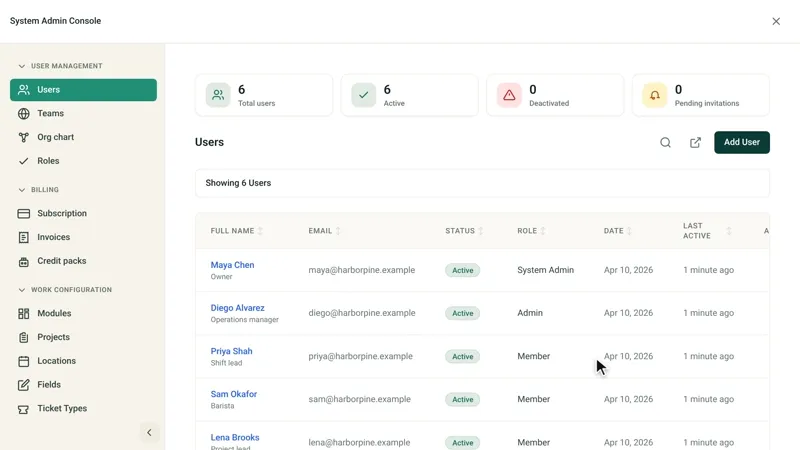 System Admin Console
USER MANAGEMENT
Users
Teams
Org chart
Roles
BILLING
Subscription
Invoices
Credit packs
WORK CONFIGURATION
Modules
Projects
Locations
Fields
Ticket Types
6
Total users
6
Active
0
Deactivated
0
Pending invitations
Users
Add User
Showing 6 Users
FULL NAME EMAIL STATUS ROLE DATE LAST ACTIVE A
Maya Chen
Owner
maya@harborpine.example Active System Admin Apr 10, 2026 1 minute ago
Diego Alvarez
Operations manager
diego@harborpine.example Active Admin Apr 10, 2026 1 minute ago
Priya Shah
Shift lead
priya@harborpine.example Active Member Apr 10, 2026 1 minute ago
Sam Okafor
Barista
sam@harborpine.example Active Member Apr 10, 2026 1 minute ago
Lena Brooks
Project lead
lena@harborpine.example Active Member Apr 10, 2026 1 minute ago